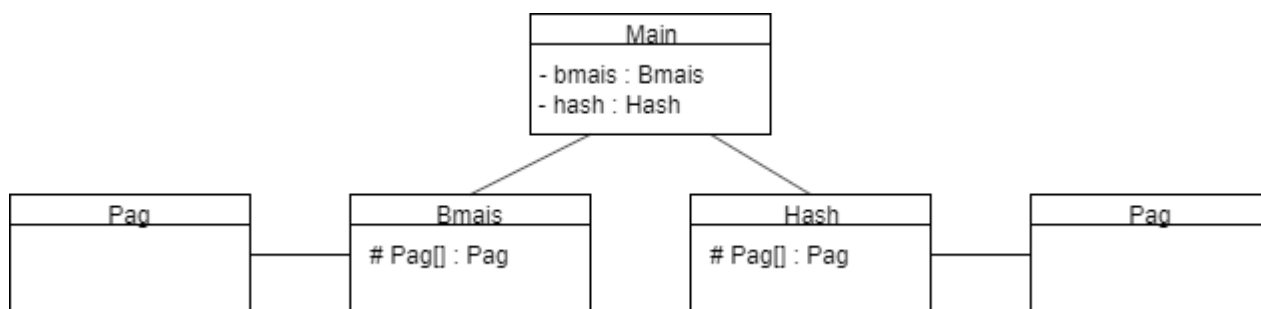 Main
- bmais : Bmais
- hash : Hash
Pag
Bmais
# Pag[] : Pag
Hash
# Pag[] : Pag
Pag